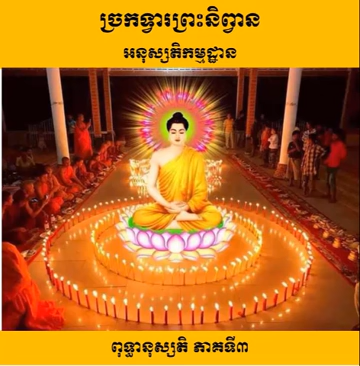 ច្រកទ្វារព្រះនិព្វាន
អនុស្សតិកម្មដ្ឋាន
ពុទ្ធានុស្សតិ ភាគទី៣